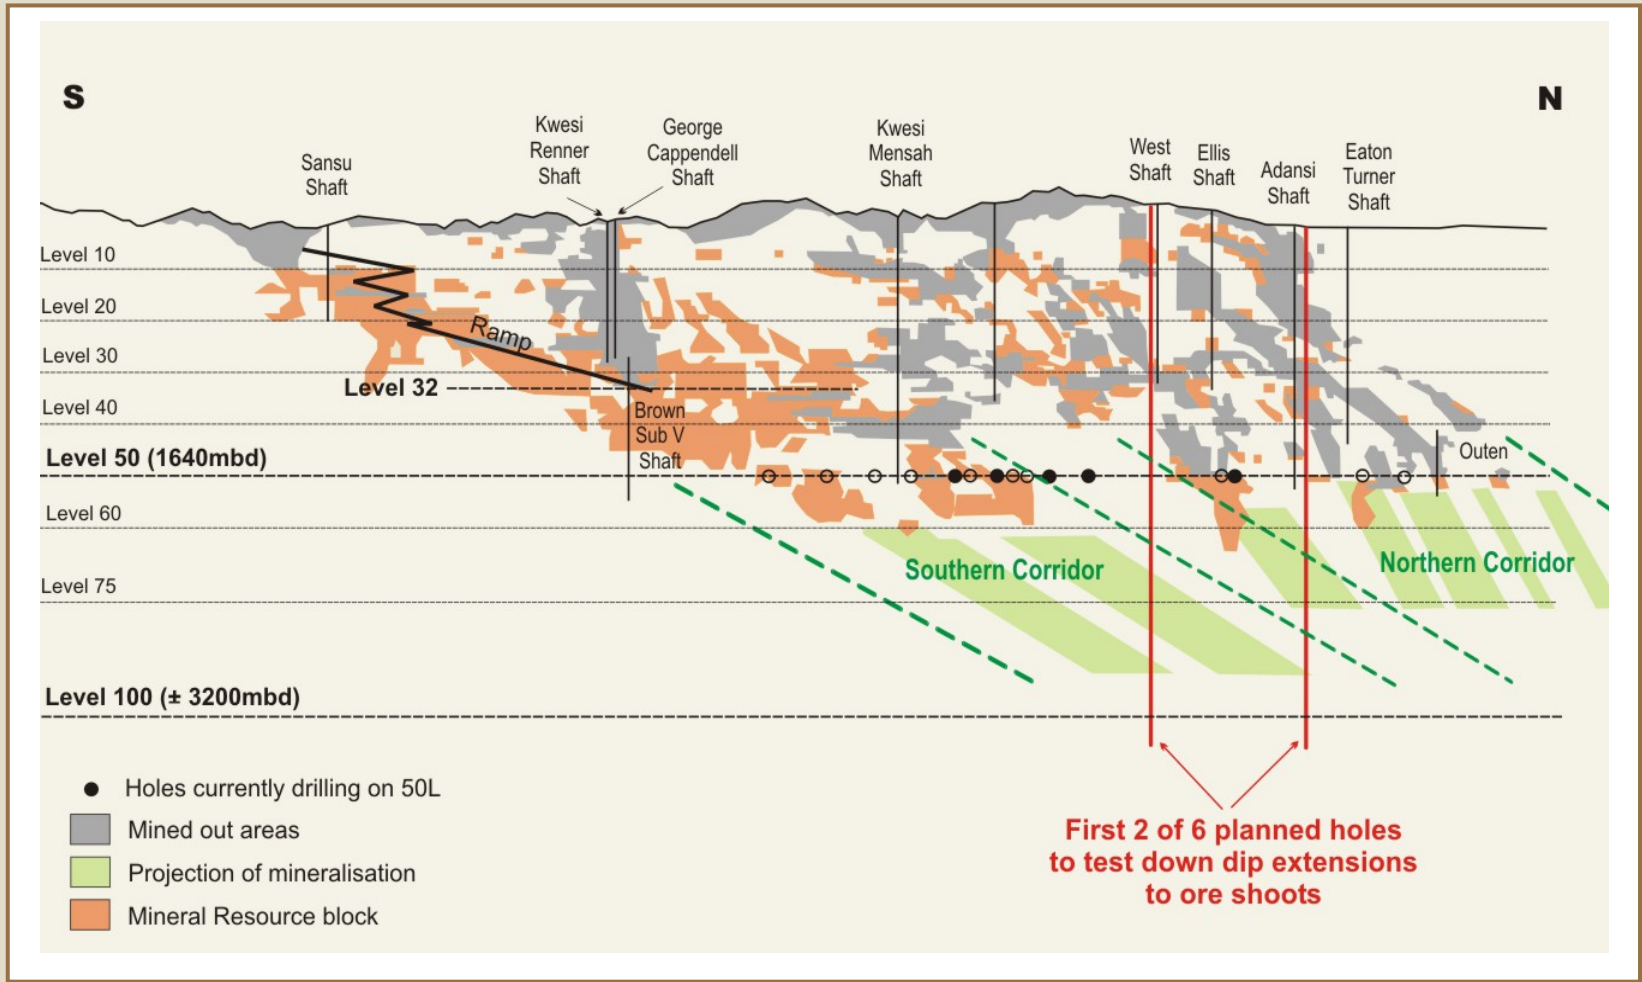 S
N
Sansu
Shaft
Kwesi
Renner
Shaft
George
Cappendell
Shaft
Kwesi
Mensah
Shaft
West
Shaft
Ellis
Shaft
Adansi
Shaft
Eaton
Turner
Shaft
Level 10
Level 20
Ramp
Level 30
Level 32
Level 40
Brown
Sub V
Shaft
Level 50 (1640mbd)
Outen
Level 60
Southern Corridor
Northern Corridor
Level 75
Level 100 (± 3200mbd)
Holes currently drilling on 50L
Mined out areas
Projection of mineralisation
Mineral Resource block
First 2 of 6 planned holes
to test down dip extensions
to ore shoots